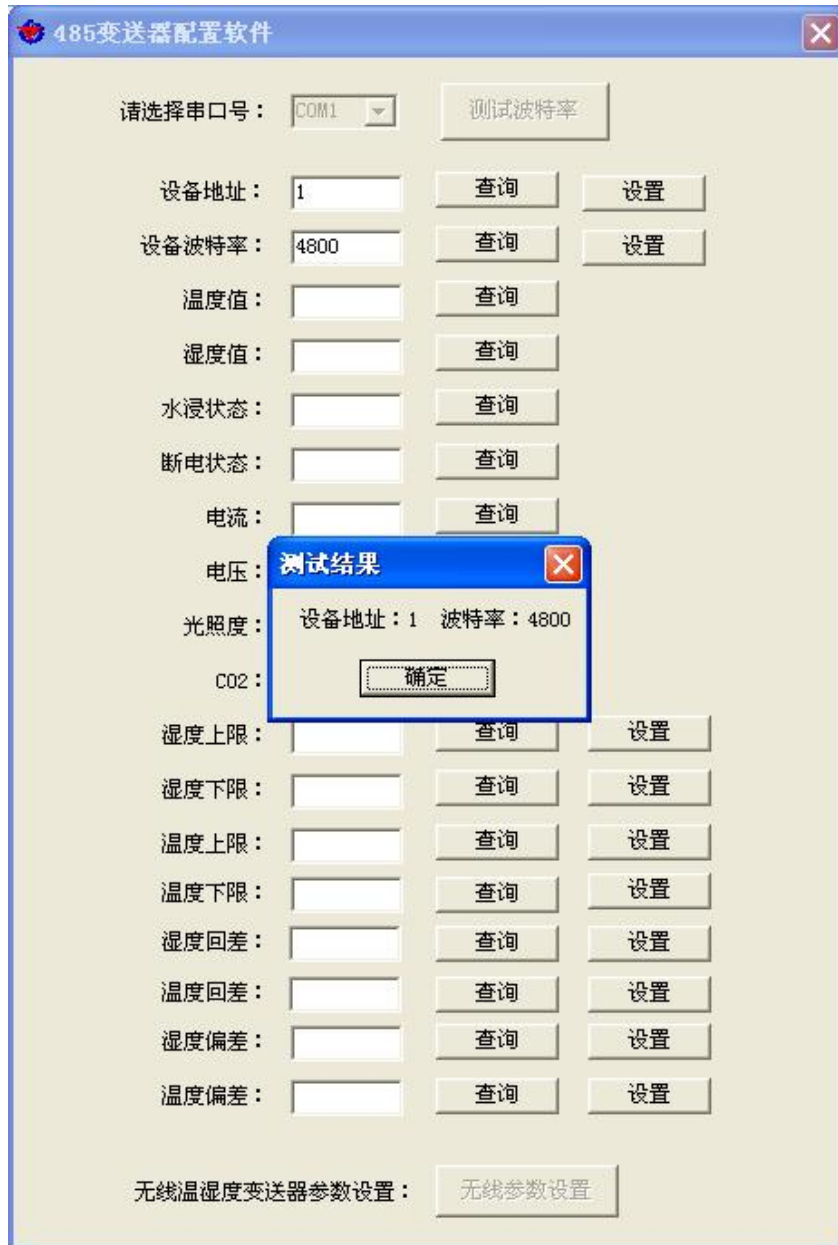 485变送器配置软件
请选择串口号： COM1 测试波特率
设备地址： 1 查询 设置
设备波特率： 4800 查询 设置
温度值： 查询
湿度值： 查询
水浸状态： 查询
断电状态： 查询
电流： 查询
电压： 测试结果
光照度： 设备地址：1 波特率：4800
CO2： 确定
湿度上限： 查询 设置
湿度下限： 查询 设置
温度上限： 查询 设置
温度下限： 查询 设置
湿度回差： 查询 设置
温度回差： 查询 设置
湿度偏差： 查询 设置
温度偏差： 查询 设置
无线温湿度变送器参数设置： 无线参数设置